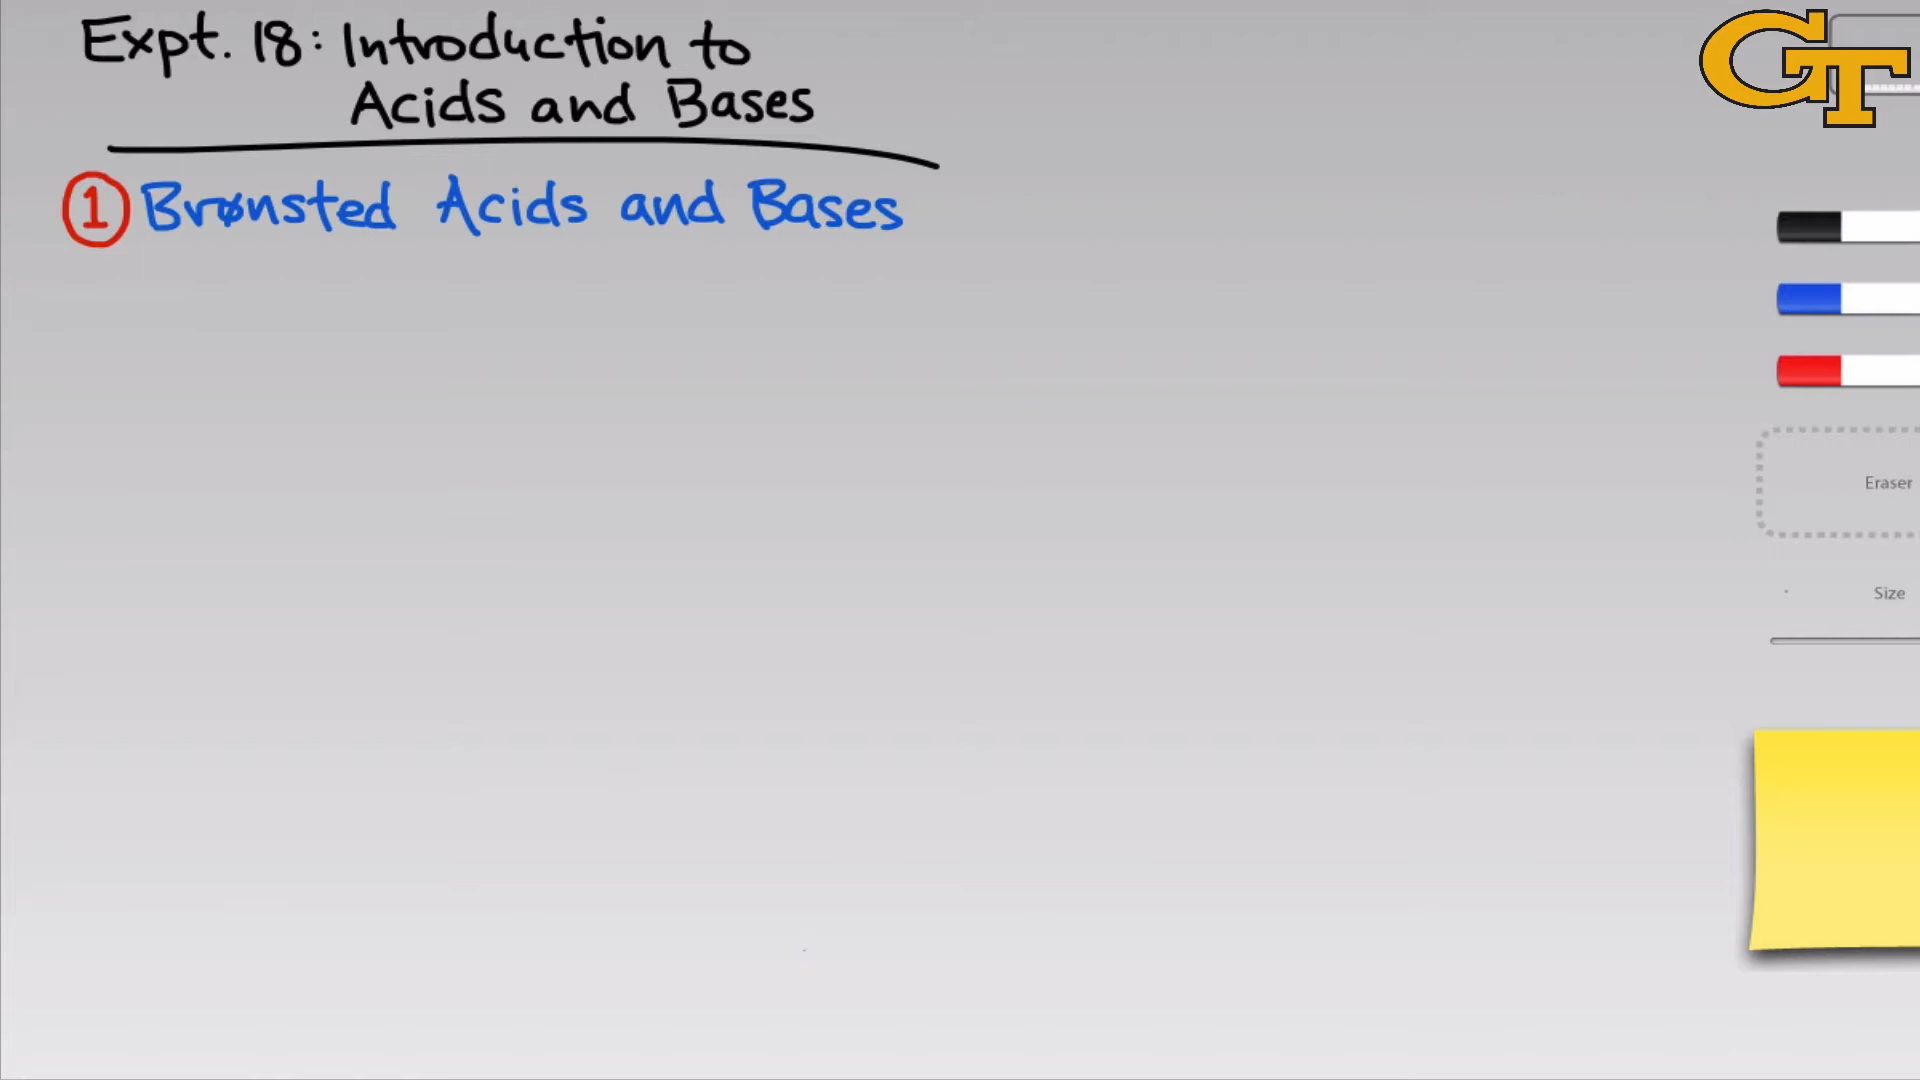 Expt. 18: Introduction to
Acids and Bases
1 Brønsted Acids and Bases
GT
Eraser
Size